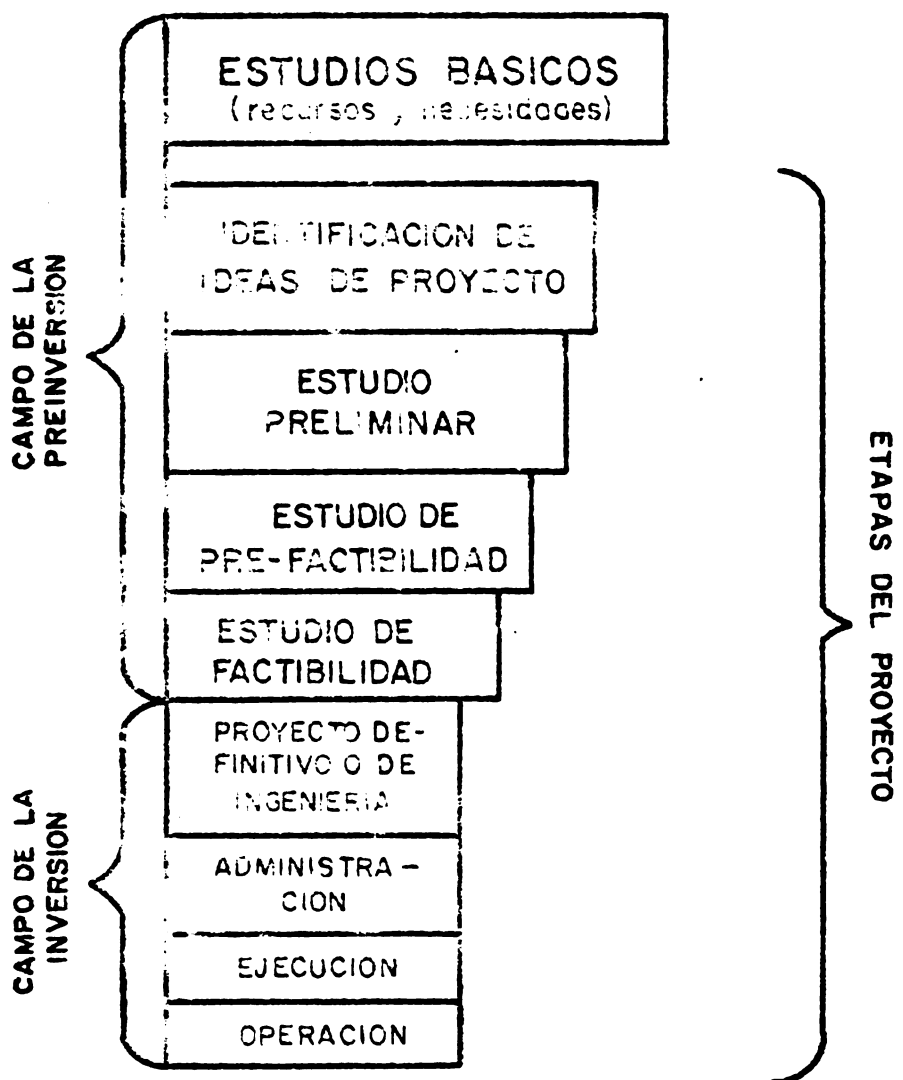 ESTUDIOS BASICOS
(recursos y necesidades)
IDENTIFICACION DE
IDEAS DE PROYECTO
ESTUDIO
PRELIMINAR
ESTUDIO DE
PRE-FACTIBILIDAD
ESTUDIO DE
FACTIBILIDAD
PROYECTO DE-
FINITIVO O DE
INGENIERIA
ADMINISTRA-
CION
EJECUCION
OPERACION
CAMPO DE LA
PREINVERSION
CAMPO DE LA
INVERSION
ETAPAS DEL PROYECTO